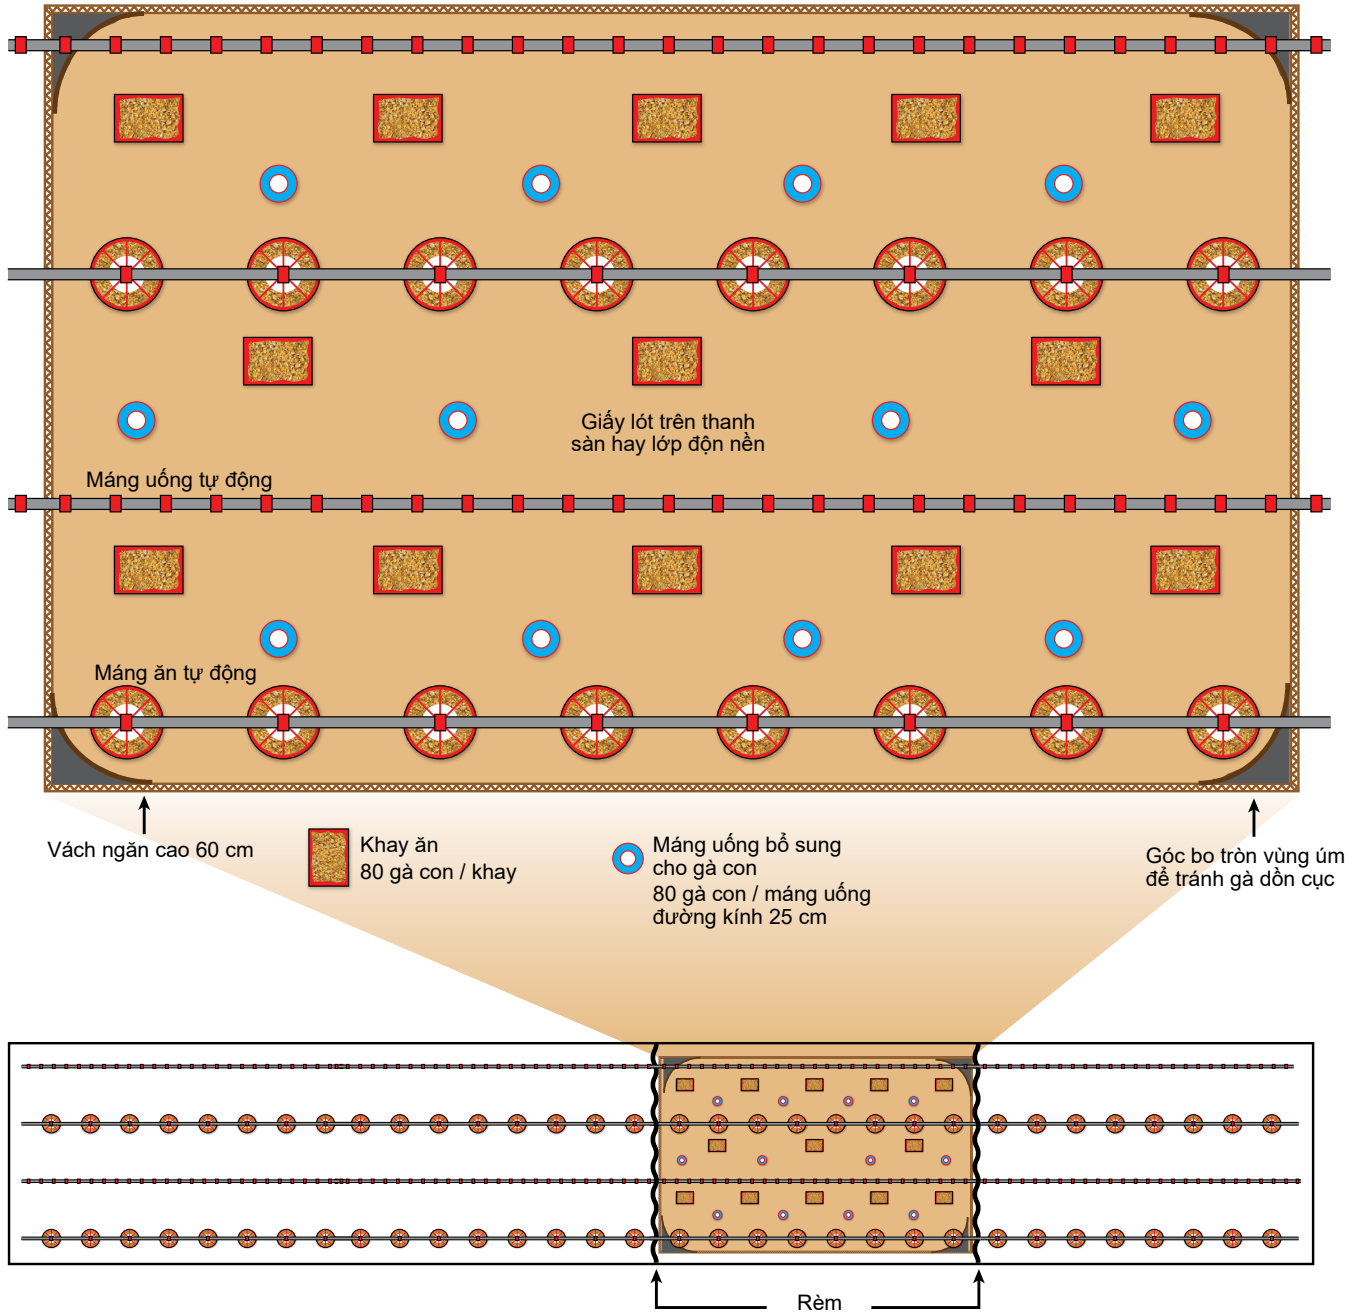 Giấy lót trên thanh
sàn hay lớp độn nền
Máng uống tự động
Máng ăn tự động
Vách ngăn cao 60 cm
Khay ăn
80 gà con / khay
Máng uống bổ sung
cho gà con
80 gà con / máng uống
đường kính 25 cm
Góc bo tròn vùng úm
để tránh gà dồn cục
Rèm